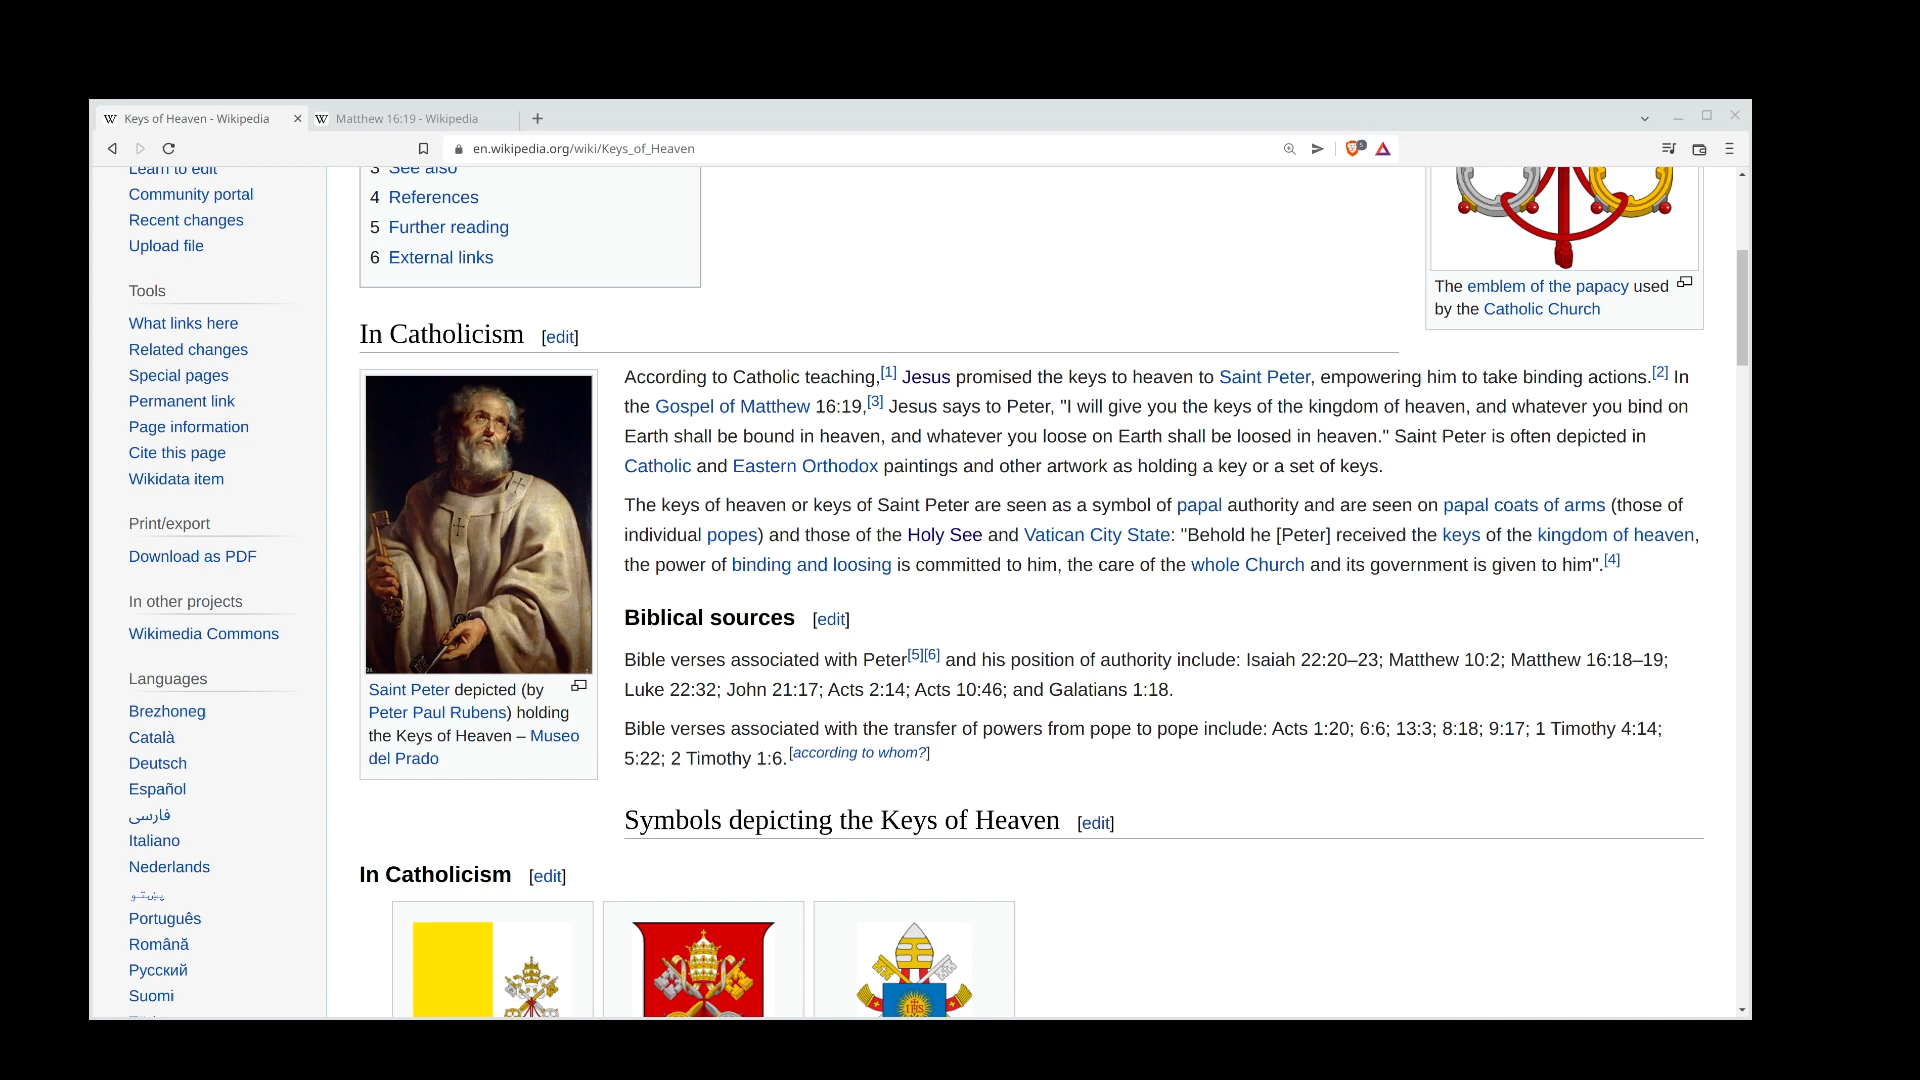 Keys of Heaven - Wikipedia
Matthew 16:19 - Wikipedia
en.wikipedia.org/wiki/Keys_of_Heaven
5
Learn to edit
Community portal
Recent changes
Upload file
Tools
What links here
Related changes
Special pages
Permanent link
Page information
Cite this page
Wikidata item
Print/export
Download as PDF
In other projects
Wikimedia Commons
Languages
Brezhoneg
Català
Deutsch
Español
فارسی
Italiano
Nederlands
پښتو
Português
Română
Русский
Suomi
3 See also
4 References
5 Further reading
6 External links
The emblem of the papacy used
by the Catholic Church
In Catholicism [edit]
Saint Peter depicted (by
Peter Paul Rubens) holding
the Keys of Heaven – Museo
del Prado
According to Catholic teaching,[1] Jesus promised the keys to heaven to Saint Peter, empowering him to take binding actions.[2] In
the Gospel of Matthew 16:19,[3] Jesus says to Peter, "I will give you the keys of the kingdom of heaven, and whatever you bind on
Earth shall be bound in heaven, and whatever you loose on Earth shall be loosed in heaven." Saint Peter is often depicted in
Catholic and Eastern Orthodox paintings and other artwork as holding a key or a set of keys.
The keys of heaven or keys of Saint Peter are seen as a symbol of papal authority and are seen on papal coats of arms (those of
individual popes) and those of the Holy See and Vatican City State: "Behold he [Peter] received the keys of the kingdom of heaven,
the power of binding and loosing is committed to him, the care of the whole Church and its government is given to him".[4]
Biblical sources [edit]
Bible verses associated with Peter[5][6] and his position of authority include: Isaiah 22:20–23; Matthew 10:2; Matthew 16:18–19;
Luke 22:32; John 21:17; Acts 2:14; Acts 10:46; and Galatians 1:18.
Bible verses associated with the transfer of powers from pope to pope include: Acts 1:20; 6:6; 13:3; 8:18; 9:17; 1 Timothy 4:14;
5:22; 2 Timothy 1:6.[according to whom?]
Symbols depicting the Keys of Heaven [edit]
In Catholicism [edit]
IHS